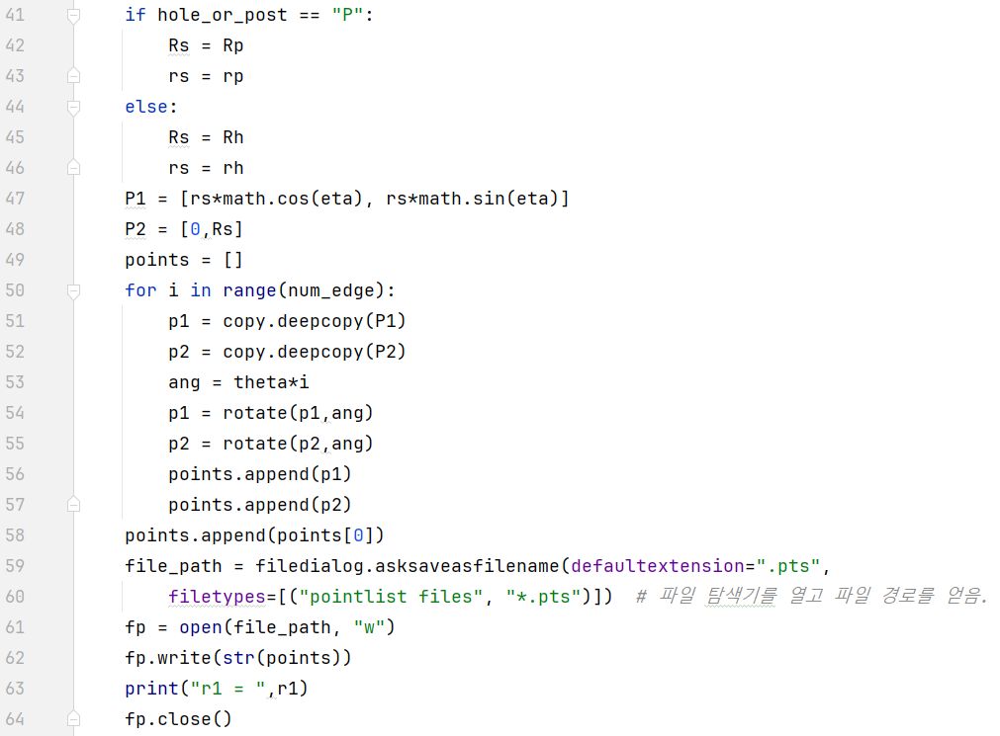 41 if hole_or_post == "P":
42 Rs = Rp
43 rs = rp
44 else:
45 Rs = Rh
46 rs = rh
47 P1 = [rs*math.cos(eta), rs*math.sin(eta)]
48 P2 = [0,Rs]
49 points = []
50 for i in range(num_edge):
51 p1 = copy.deepcopy(P1)
52 p2 = copy.deepcopy(P2)
53 ang = theta*i
54 p1 = rotate(p1,ang)
55 p2 = rotate(p2,ang)
56 points.append(p1)
57 points.append(p2)
58 points.append(points[0])
59 file_path = filedialog.asksaveasfilename(defaultextension=".pts",
60 filetypes=[("pointlist files", "*.pts")]) # 파일 탐색기를 열고 파일 경로를 얻음.
61 fp = open(file_path, "w")
62 fp.write(str(points))
63 print("r1 = ",r1)
64 fp.close()